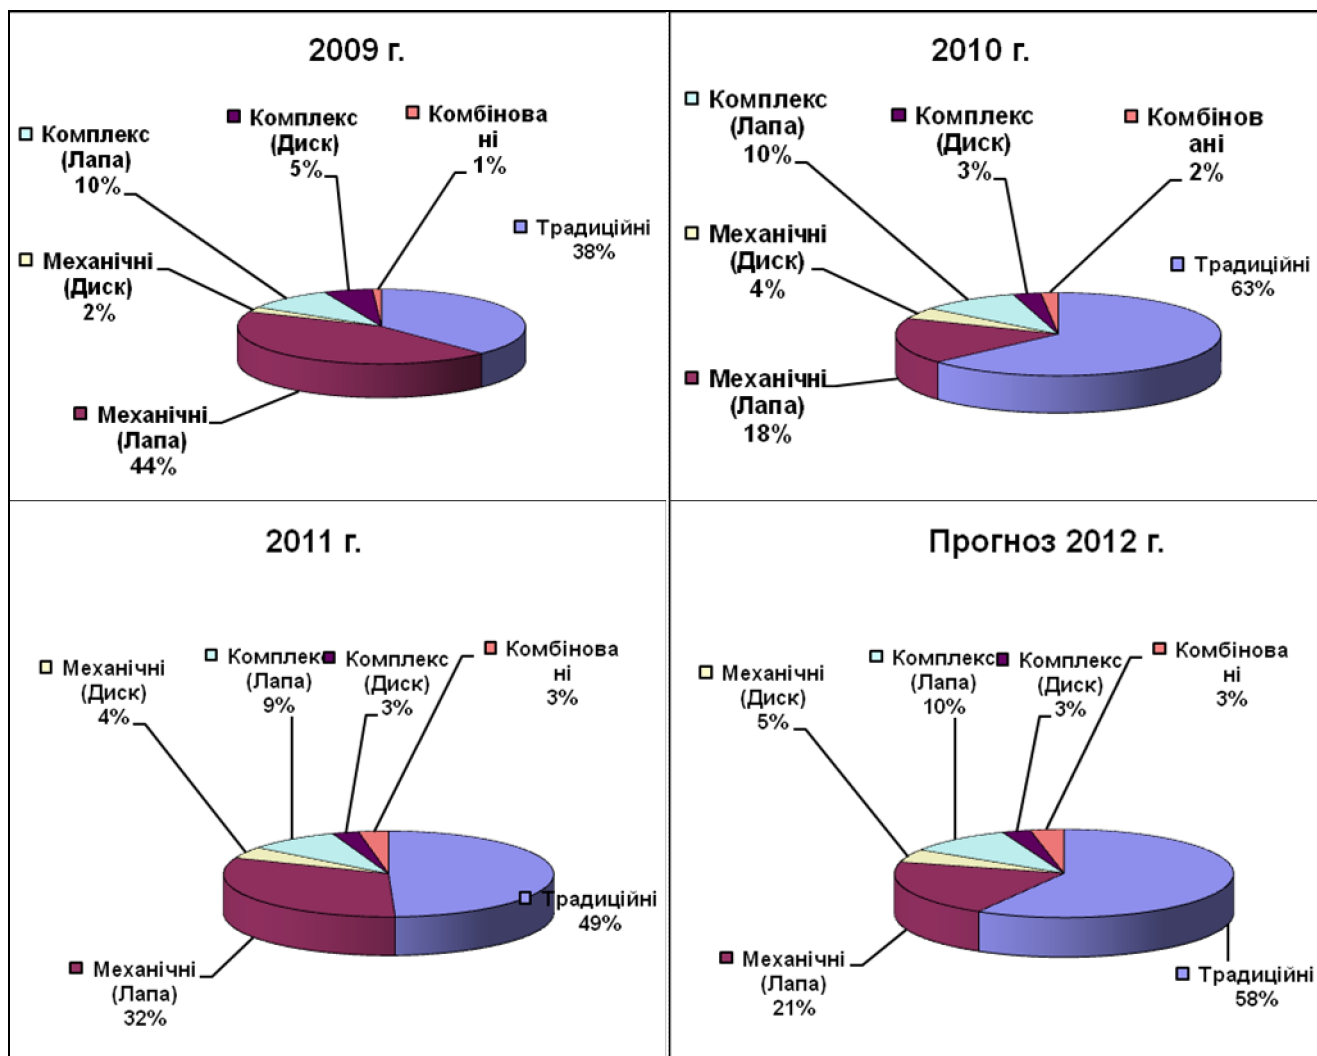 2009 г.
Комплекс
(Лапа)
10%
Комплекс
(Диск)
5%
Комбінова
ні
1%
Традиційні
38%
Механічні
(Диск)
2%
Механічні
(Лапа)
44%
2010 г.
Комплекс
(Лапа)
10%
Комплекс
(Диск)
3%
Комбінов
ані
2%
Механічні
(Диск)
4%
Традиційні
63%
Механічні
(Лапа)
18%
2011 г.
Механічні
(Диск)
4%
Комплекс
(Лапа)
9%
Комплекс
(Диск)
3%
Комбінова
ні
3%
Традиційні
49%
Механічні
(Лапа)
32%
Прогноз 2012 г.
Механічні
(Диск)
5%
Комплекс
(Лапа)
10%
Комплекс
(Диск)
3%
Комбінова
ні
3%
Механічні
(Лапа)
21%
Традиційні
58%